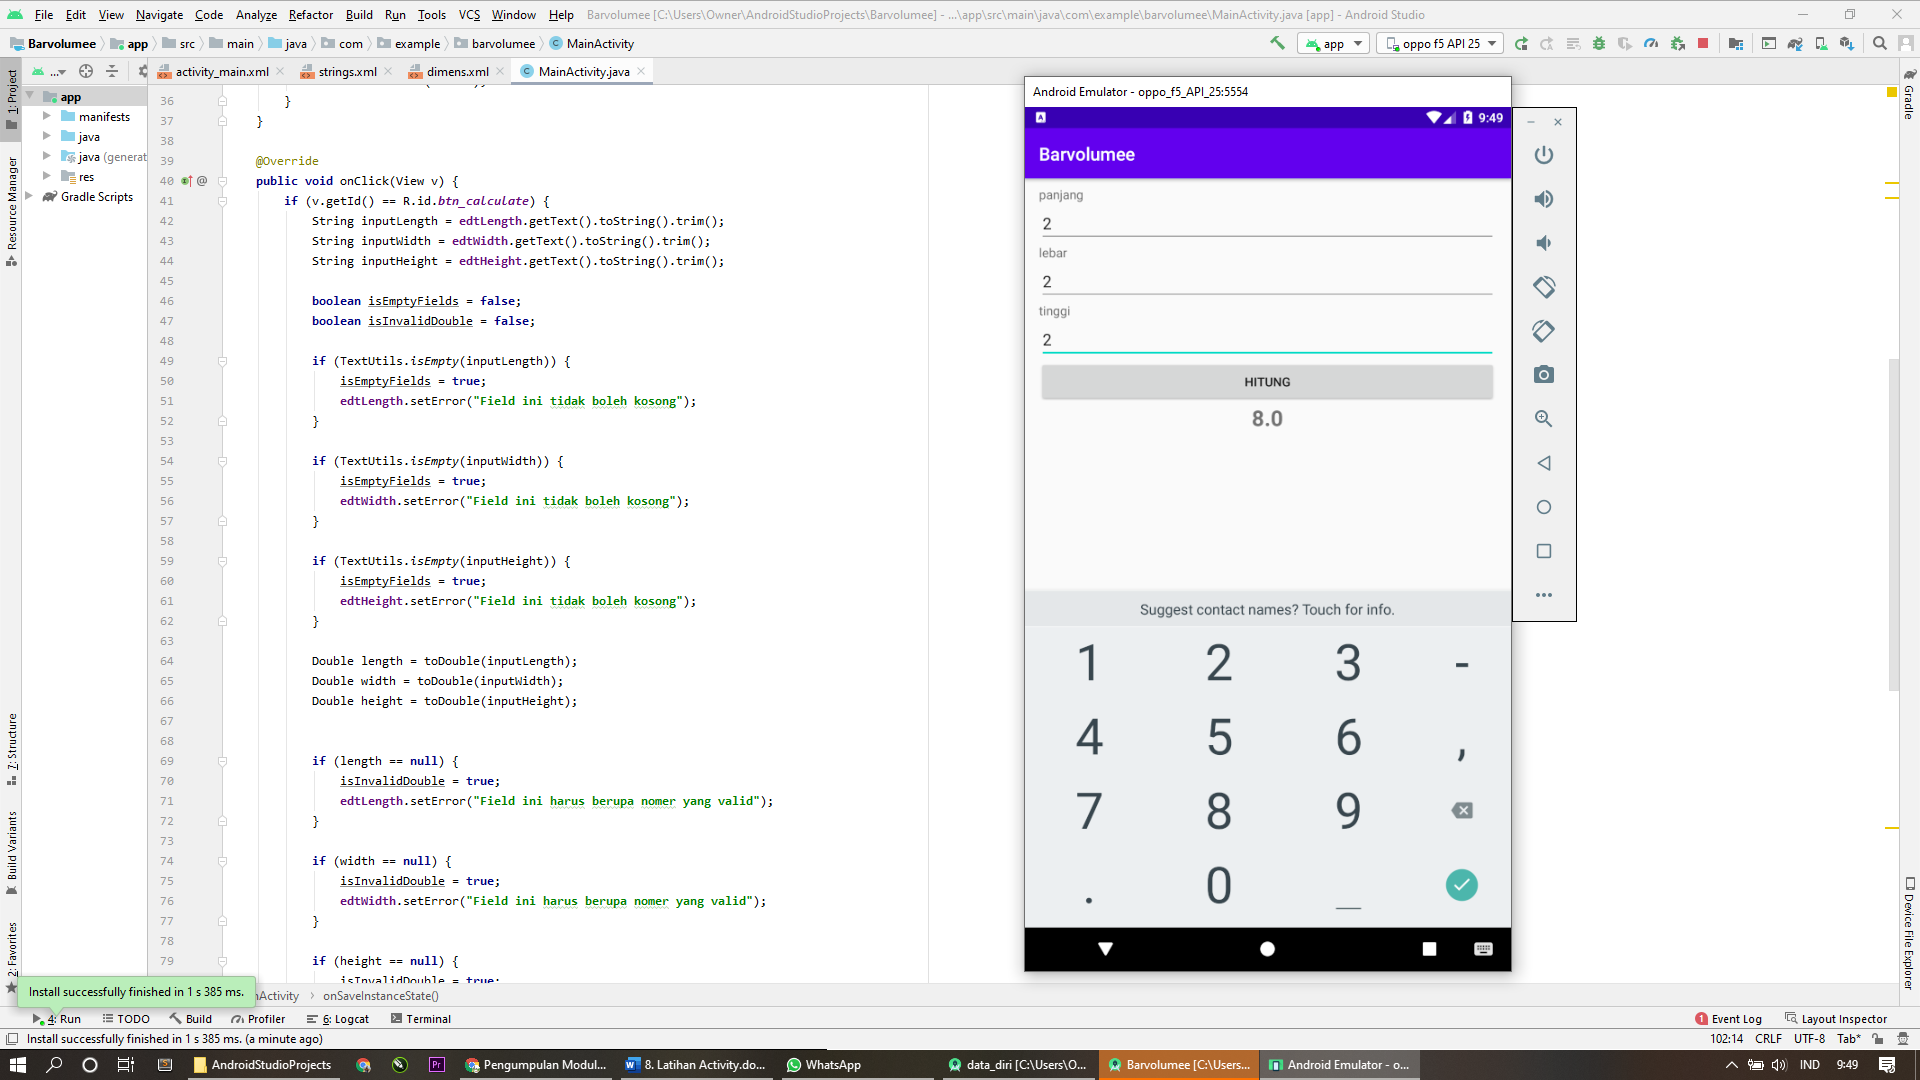 File Edit View Navigate Code Analyze Refactor Build Run Tools VCS Window Help Barvolumee [C:\Users\Owner\AndroidStudioProjects\Barvolumee] - ...\app\src\main\java\com\example\barvolumee\MainActivity.java [app] - Android Studio
Barvolumee app src main java com example barvolumee MainActivity app oppo f5 API 25
... activity_main.xml strings.xml dimens.xml MainActivity.java
1: Project
Resource Manager
7: Structure
Build Variants
2: Favorites
app
manifests
java
java (generat
res
Gradle Scripts
36 }
37 }
38
39 @Override
40 @ public void onClick(View v) {
41 if (v.getId() == R.id.btn_calculate) {
42 String inputLength = edtLength.getText().toString().trim();
43 String inputWidth = edtWidth.getText().toString().trim();
44 String inputHeight = edtHeight.getText().toString().trim();
45
46 boolean isEmptyFields = false;
47 boolean isInvalidDouble = false;
48
49 if (TextUtils.isEmpty(inputLength)) {
50 isEmptyFields = true;
51 edtLength.setError("Field ini tidak boleh kosong");
52 }
53
54 if (TextUtils.isEmpty(inputWidth)) {
55 isEmptyFields = true;
56 edtWidth.setError("Field ini tidak boleh kosong");
57 }
58
59 if (TextUtils.isEmpty(inputHeight)) {
60 isEmptyFields = true;
61 edtHeight.setError("Field ini tidak boleh kosong");
62 }
63
64 Double length = toDouble(inputLength);
65 Double width = toDouble(inputWidth);
66 Double height = toDouble(inputHeight);
67
68
69 if (length == null) {
70 isInvalidDouble = true;
71 edtLength.setError("Field ini harus berupa nomer yang valid");
72 }
73
74 if (width == null) {
75 isInvalidDouble = true;
76 edtWidth.setError("Field ini harus berupa nomer yang valid");
77 }
78
79 if (height == null) {
isInvalidDouble = true;
Android Emulator - oppo_f5_API_25:5554
9:49
Barvolumee
panjang
2
lebar
2
tinggi
2
HITUNG
8.0
Suggest contact names? Touch for info.
1 2 3 -
4 5 6 ,
7 8 9
. 0 _
Gradle
Device File Explorer
Install successfully finished in 1 s 385 ms.
nActivity onSaveInstanceState()
4: Run TODO Build Profiler 6: Logcat Terminal 1 Event Log Layout Inspector
Install successfully finished in 1 s 385 ms. (a minute ago) 102:14 CRLF UTF-8 Tab*
AndroidStudioProjects Pr Pengumpulan Modul... 8. Latihan Activity.do... WhatsApp data_diri [C:\Users\O... Barvolumee [C:\Users... Android Emulator - o... IND 9:49